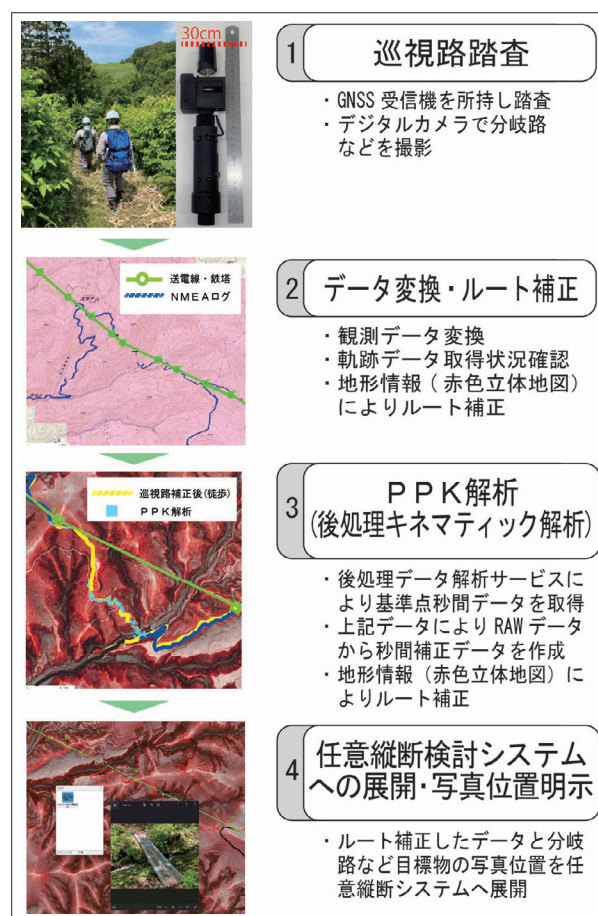 30cm
1
巡視路踏査
・GNSS 受信機を所持し踏査
・デジタルカメラで分岐路
などを撮影
送電線・鉄塔
NMEAログ
2
データ変換・ルート補正
・観測データ変換
・軌跡データ取得状況確認
・地形情報（赤色立体地図）
によりルート補正
巡視路補正後(徒歩)
PPK解析
3
PPK解析
(後処理キネマティック解析)
・後処理データ解析サービスに
より基準点秒間データを取得
・上記データにより RAW データ
から秒間補正データを作成
・地形情報（赤色立体地図）に
よりルート補正
4
任意縦断検討システム
への展開・写真位置明示
・ルート補正したデータと分岐
路など目標物の写真位置を任
意縦断システムへ展開